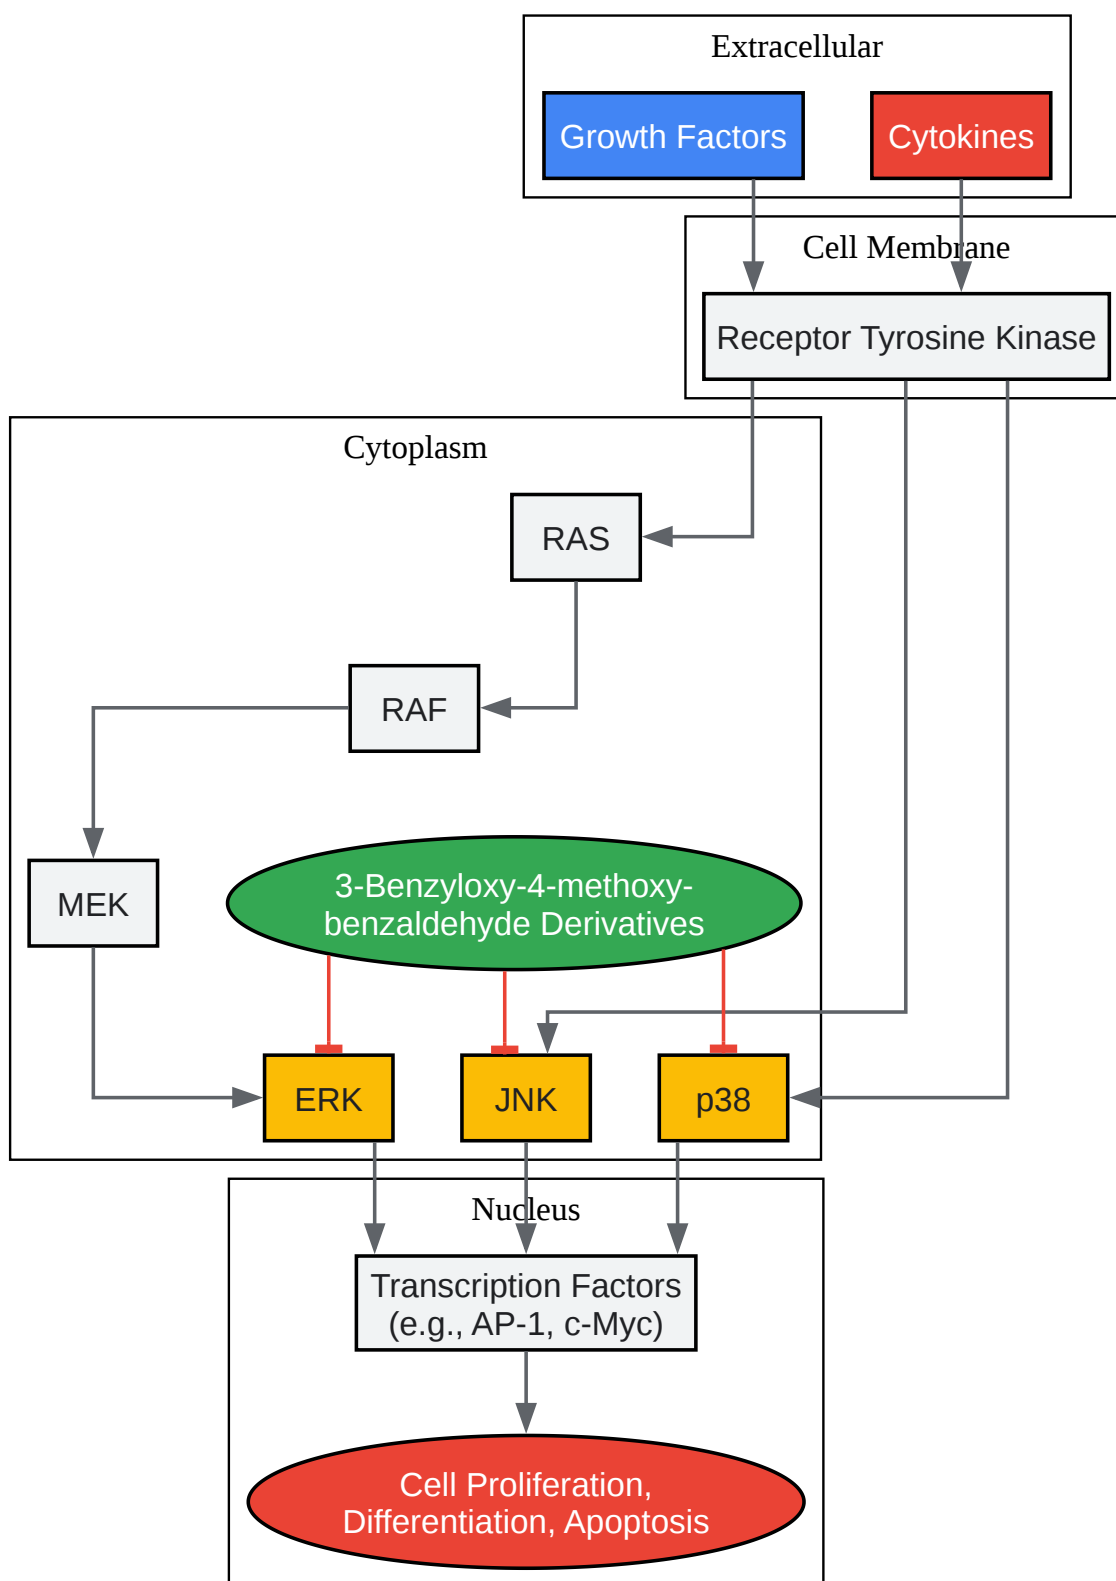 Extracellular
Growth Factors
Cytokines
Cell Membrane
Receptor Tyrosine Kinase
Cytoplasm
RAS
RAF
MEK
3-Benzyloxy-4-methoxy-
benzaldehyde Derivatives
ERK
JNK
p38
Nucleus
Transcription Factors
(e.g., AP-1, c-Myc)
Cell Proliferation,
Differentiation, Apoptosis